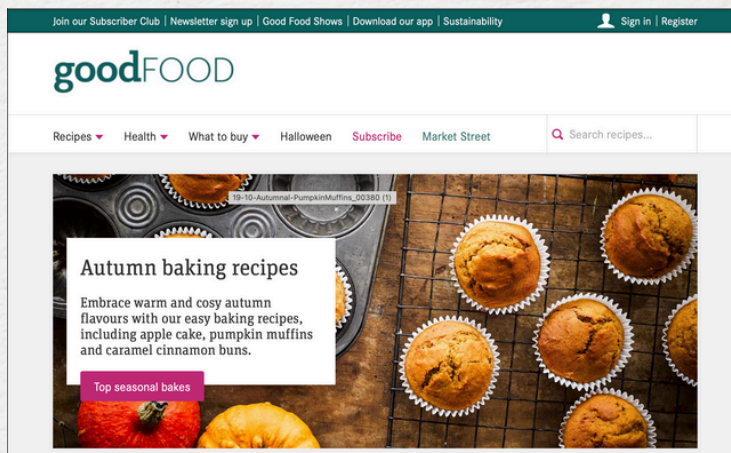 Join our Subscriber Club | Newsletter sign up | Good Food Shows | Download our app | Sustainability
Sign in | Register
goodFOOD
Recipes Health What to buy Halloween Subscribe Market Street Search recipes...
19-10-Autumnal-PumpkinMuffins_00380 (1)
Autumn baking recipes
Embrace warm and cosy autumn
flavours with our easy baking recipes,
including apple cake, pumpkin muffins
and caramel cinnamon buns.
Top seasonal bakes